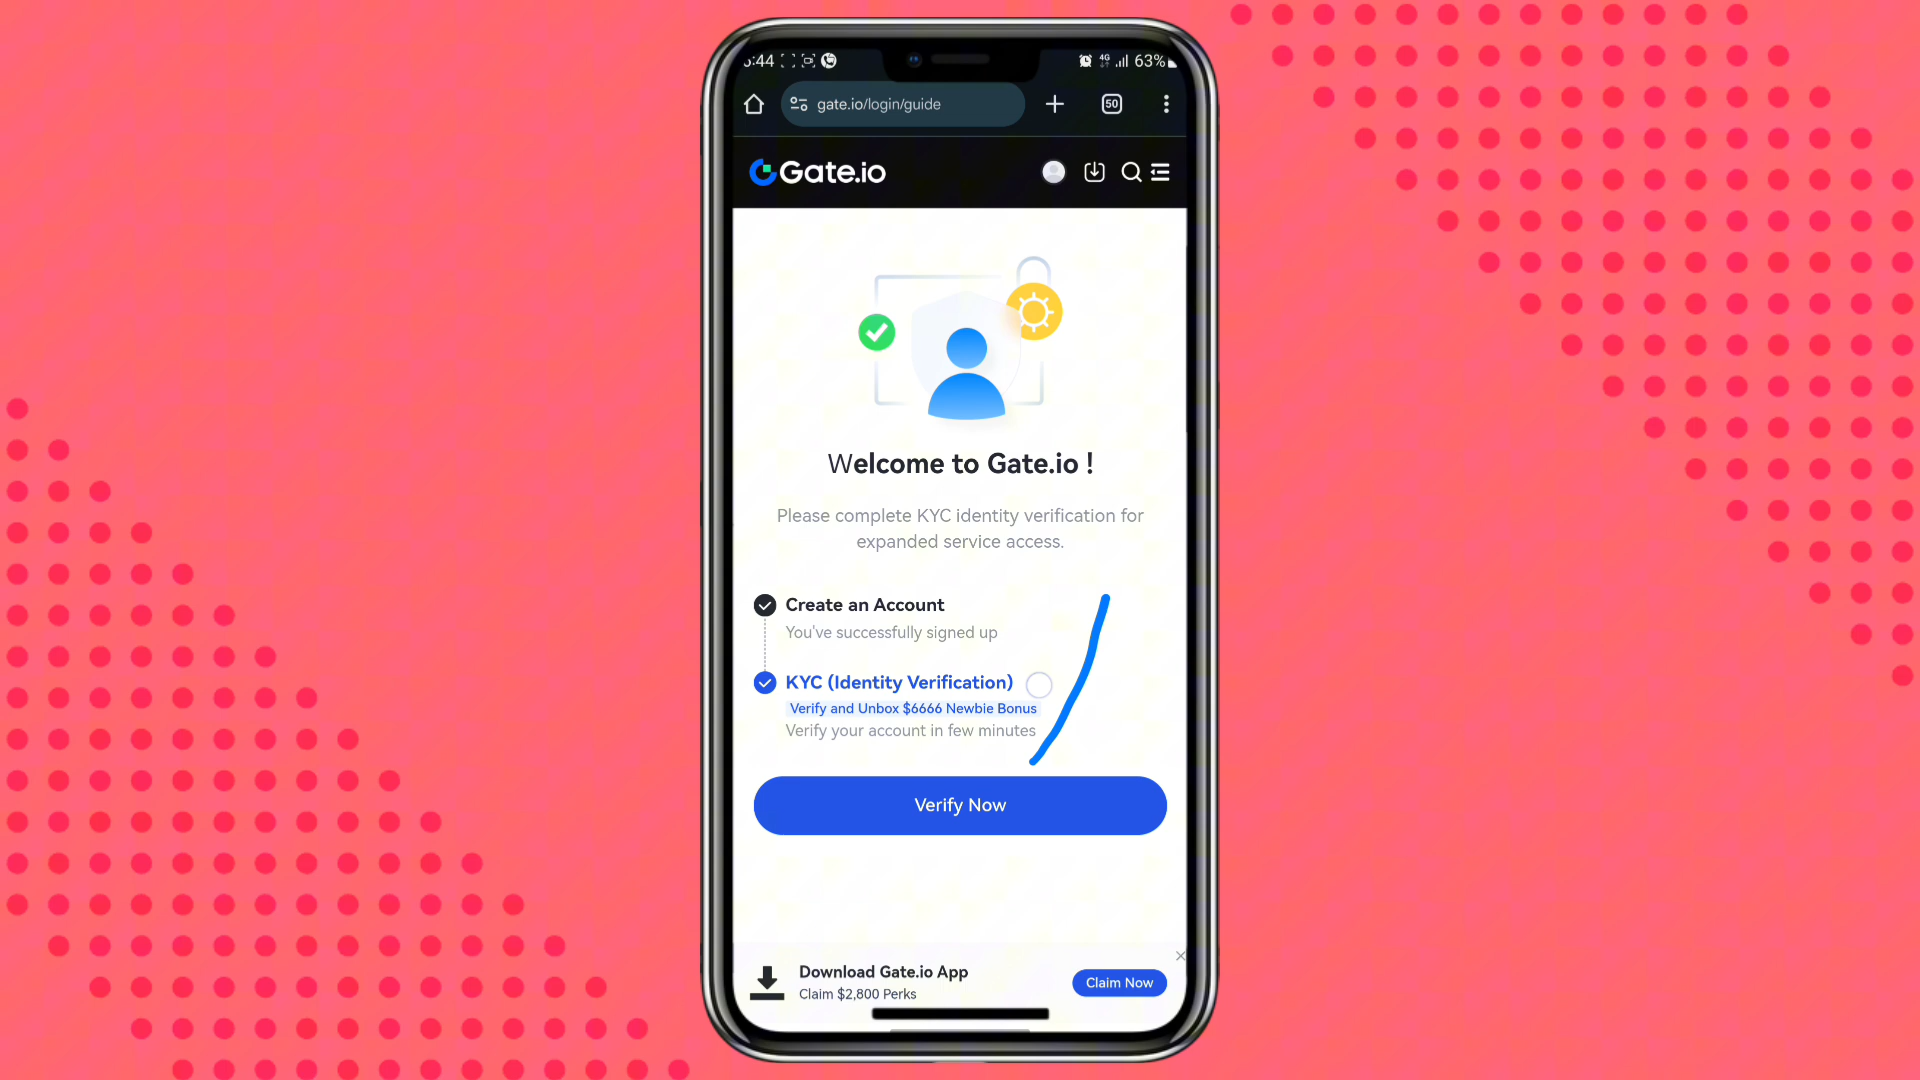 :44
4G
63%
gate.io/login/guide
50
Gate.io
Welcome to Gate.io !
Please complete KYC identity verification for
expanded service access.
Create an Account
You've successfully signed up
KYC (Identity Verification)
Verify and Unbox $6666 Newbie Bonus
Verify your account in few minutes
Verify Now
Download Gate.io App
Claim $2,800 Perks
Claim Now